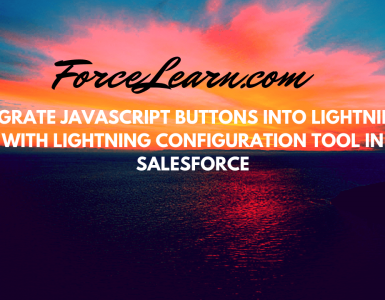 ForceLearn.com
GRATE JAVASCRIPT BUTTONS INTO LIGHTNI
WITH LIGHTNING CONFIGURATION TOOL IN
SALESFORCE